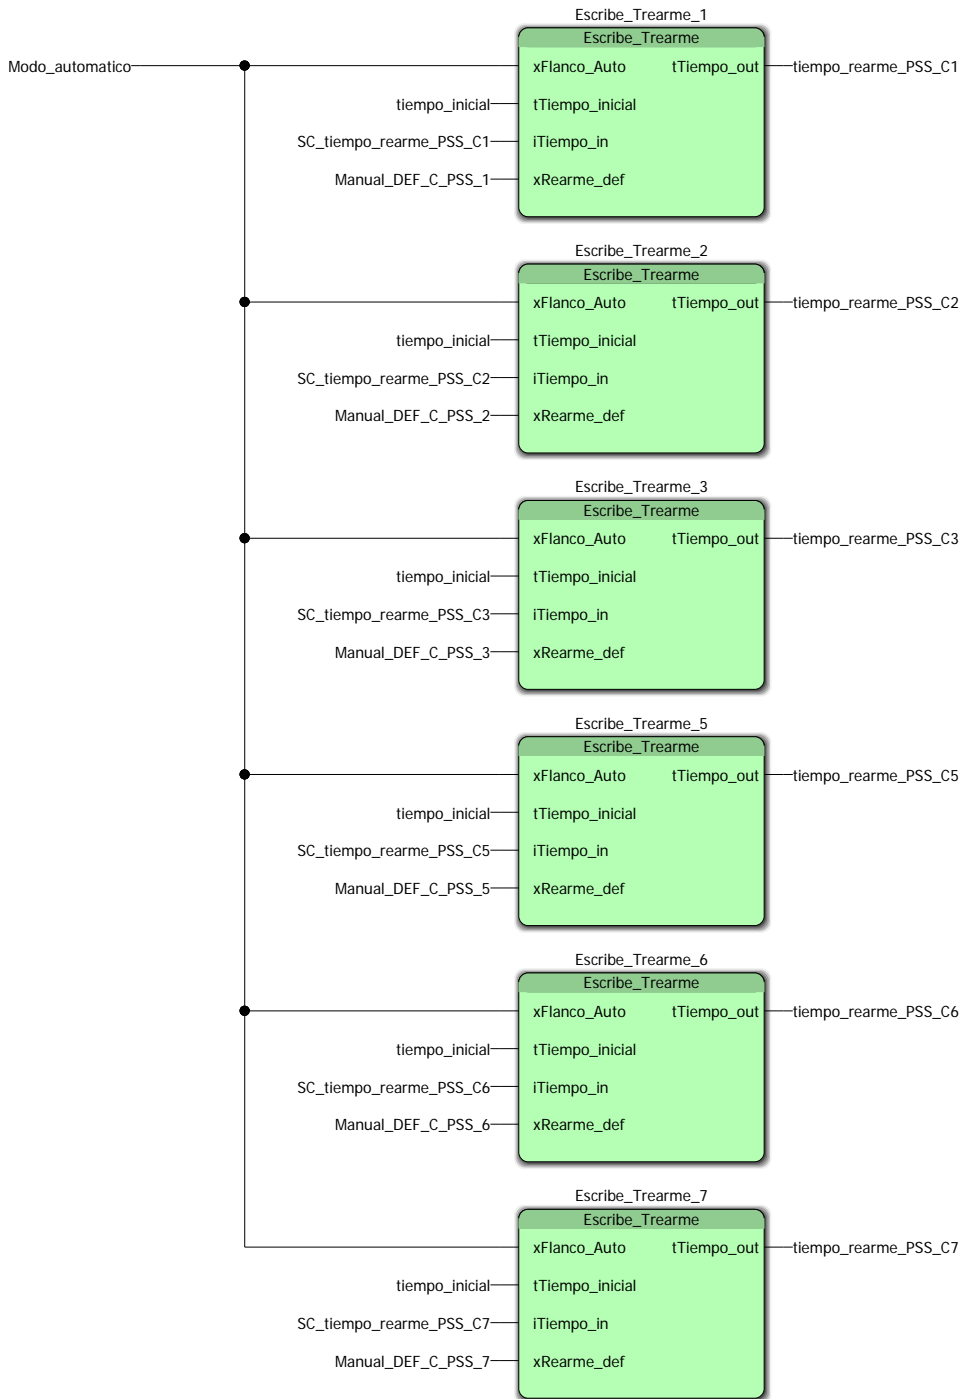 Escribe_Trearme_1
Escribe_Trearme
Modo_automatico xFlanco_Auto tTiempo_out tiempo_rearme_PSS_C1
tiempo_inicial tTiempo_inicial
SC_tiempo_rearme_PSS_C1 iTiempo_in
Manual_DEF_C_PSS_1 xRearme_def
Escribe_Trearme_2
Escribe_Trearme
xFlanco_Auto tTiempo_out tiempo_rearme_PSS_C2
tiempo_inicial tTiempo_inicial
SC_tiempo_rearme_PSS_C2 iTiempo_in
Manual_DEF_C_PSS_2 xRearme_def
Escribe_Trearme_3
Escribe_Trearme
xFlanco_Auto tTiempo_out tiempo_rearme_PSS_C3
tiempo_inicial tTiempo_inicial
SC_tiempo_rearme_PSS_C3 iTiempo_in
Manual_DEF_C_PSS_3 xRearme_def
Escribe_Trearme_5
Escribe_Trearme
xFlanco_Auto tTiempo_out tiempo_rearme_PSS_C5
tiempo_inicial tTiempo_inicial
SC_tiempo_rearme_PSS_C5 iTiempo_in
Manual_DEF_C_PSS_5 xRearme_def
Escribe_Trearme_6
Escribe_Trearme
xFlanco_Auto tTiempo_out tiempo_rearme_PSS_C6
tiempo_inicial tTiempo_inicial
SC_tiempo_rearme_PSS_C6 iTiempo_in
Manual_DEF_C_PSS_6 xRearme_def
Escribe_Trearme_7
Escribe_Trearme
xFlanco_Auto tTiempo_out tiempo_rearme_PSS_C7
tiempo_inicial tTiempo_inicial
SC_tiempo_rearme_PSS_C7 iTiempo_in
Manual_DEF_C_PSS_7 xRearme_def